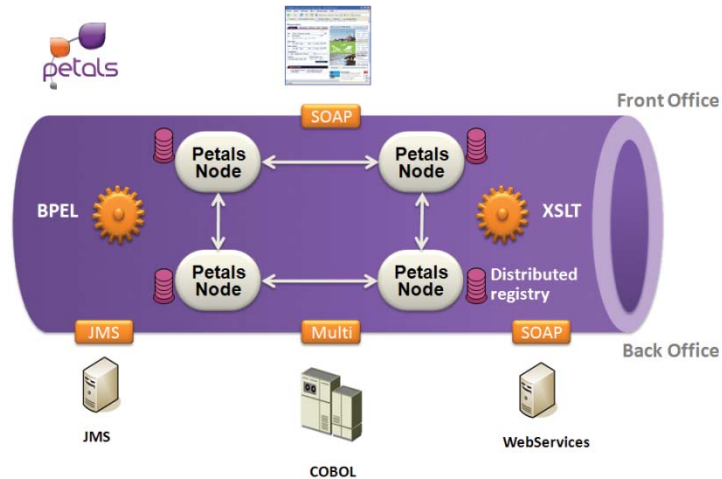 petals
Front Office
SOAP
Petals
Node
Petals
Node
BPEL
XSLT
Petals
Node
Petals
Node
Distributed
registry
JMS
Multi
SOAP
Back Office
JMS
WebServices
COBOL